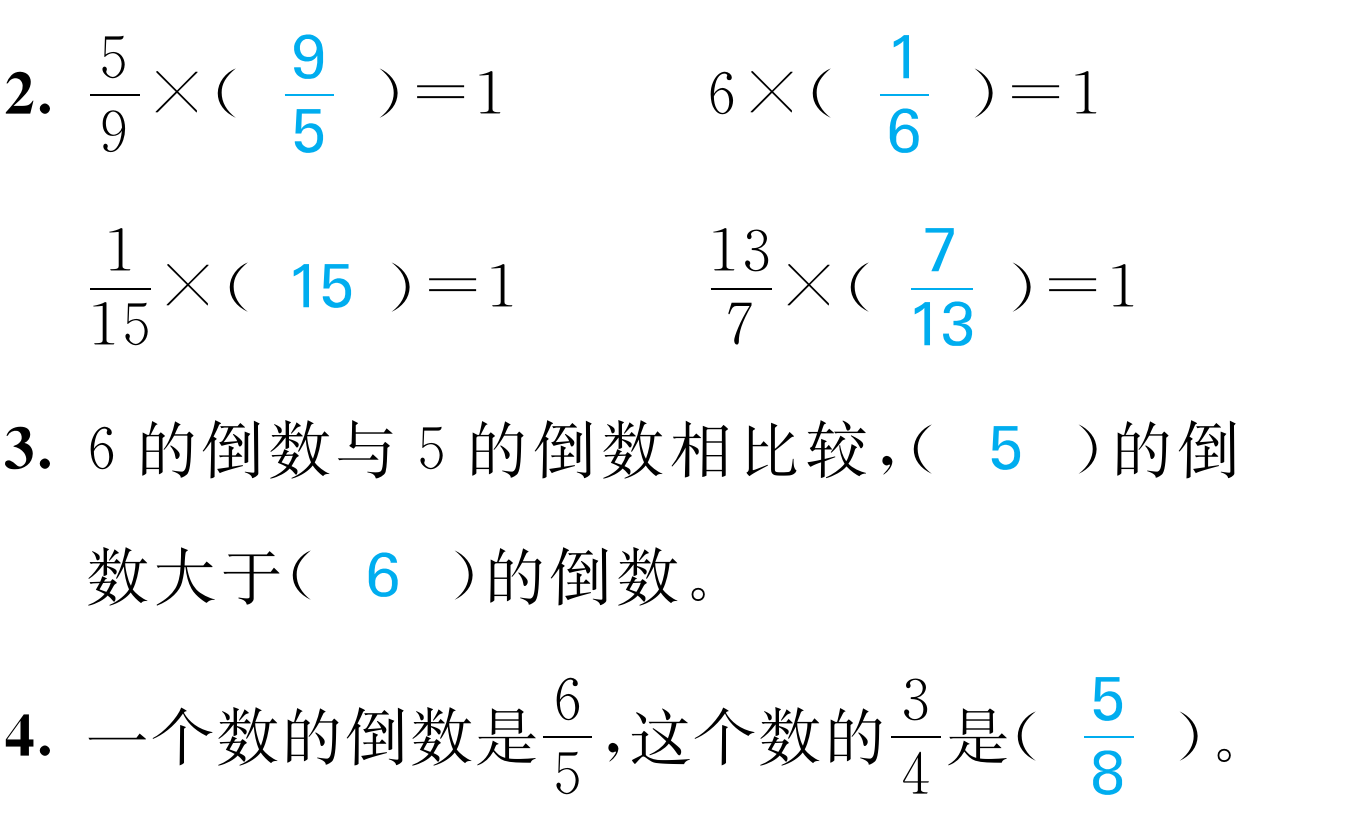 2. 5/9×( 9/5 )=1 6×( 1/6 )=1
1/15×( 15 )=1 13/7×( 7/13 )=1
3. 6 的倒数与 5 的倒数相比较,( 5 )的倒
数大于( 6 )的倒数。
4. 一个数的倒数是6/5,这个数的3/4是( 5/8 )。